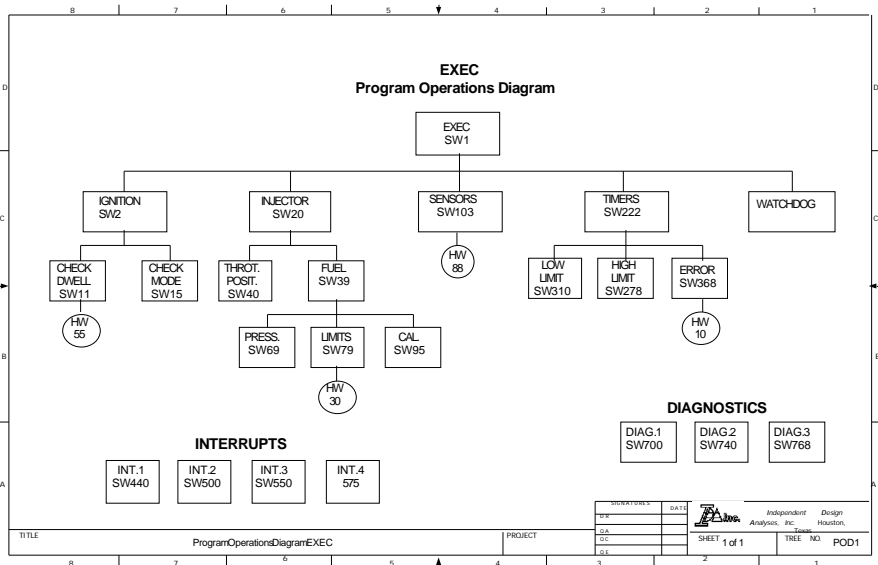 8 7 6 5 4 3 2 1
EXEC
Program Operations Diagram
EXEC
SW1
D
D
IGNITION
SW2
INJECTOR
SW20
SENSORS
SW103
TIMERS
SW222
WATCHDOG
C
C
HW
88
CHECK
DWELL
SW11
CHECK
MODE
SW15
THROT.
POSIT.
SW40
FUEL
SW39
LOW
LIMIT
SW310
HIGH
LIMIT
SW278
ERROR
SW368
HW
55
HW
10
PRESS.
SW69
LIMITS
SW79
CAL.
SW95
B
B
HW
30
DIAGNOSTICS
DIAG.1
SW700
DIAG.2
SW740
DIAG.3
SW768
INTERRUPTS
INT.1
SW440
INT.2
SW500
INT.3
SW550
INT.4
575
A
A
SIGNATURES DATE
DR
QA
QC
QE
IDA inc.
Independent Design
Analyses, Inc. Houston,
Texas
SHEET 1 of 1
TREE NO. POD1
TITLE
ProgramOperationsDiagramEXEC
PROJECT
8 7 6 5 4 3 2 1